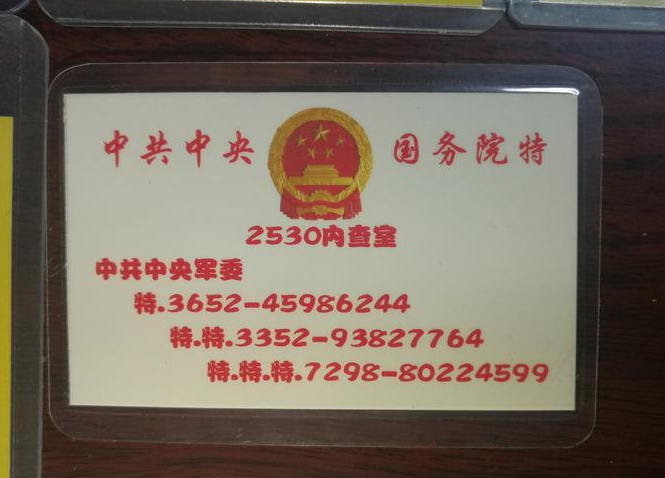 中共中央 国务院特
2530内查室
中共中央军委
特.3652-45986244
特.特.3352-93827764
特.特.特.7298-80224599